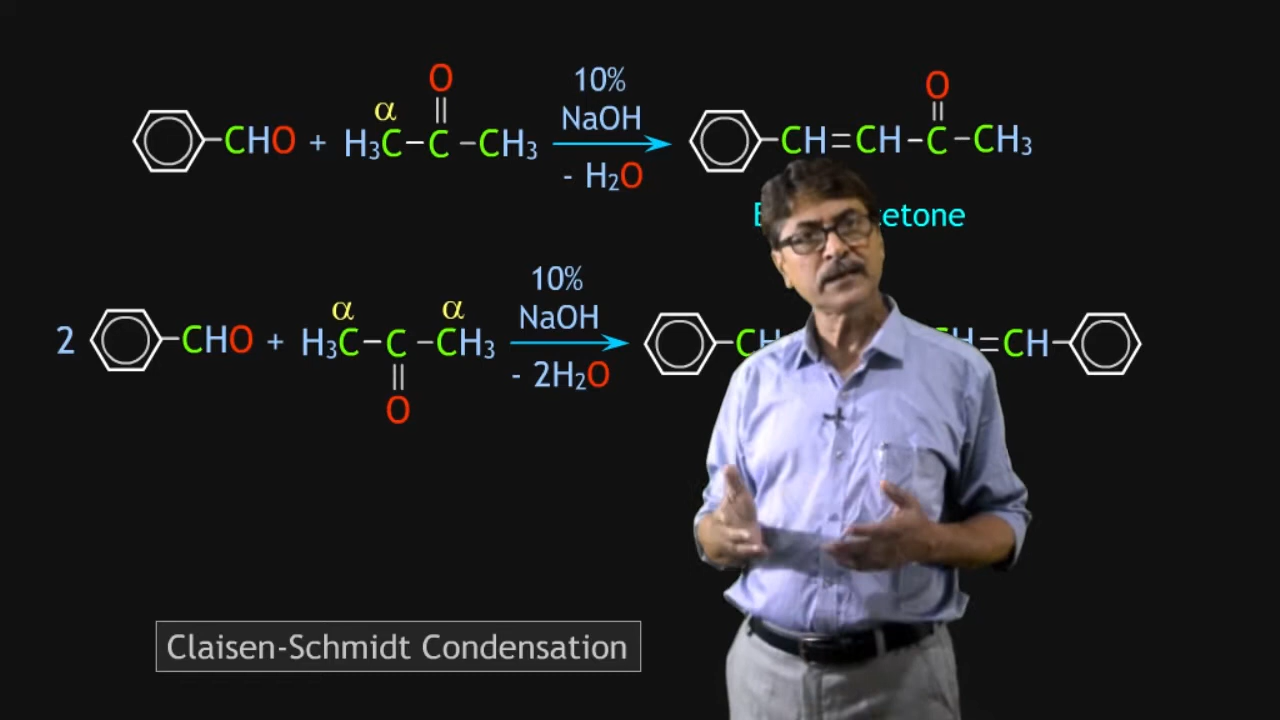 CHO + H₃C – C – CH₃ 10% NaOH - H₂O CH = CH – C – CH₃
α O O
etone
2 CHO + H₃C – C – CH₃ 10% NaOH - 2H₂O CH = CH
α α O
Claisen-Schmidt Condensation